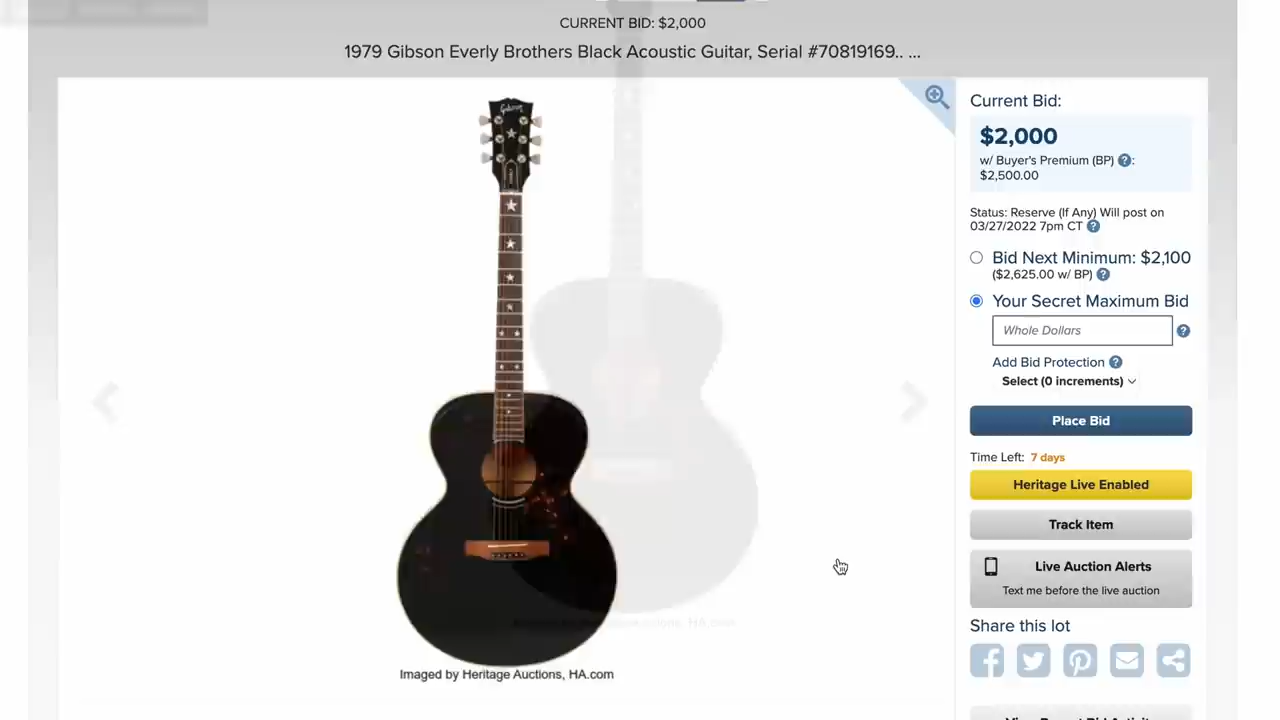 CURRENT BID: $2,000
1979 Gibson Everly Brothers Black Acoustic Guitar, Serial #70819169.. ...
Gibson
Imaged by Heritage Auctions, HA.com
Current Bid:
$2,000
w/ Buyer's Premium (BP) ? :
$2,500.00
Status: Reserve (If Any) Will post on
03/27/2022 7pm CT ?
Bid Next Minimum: $2,100
($2,625.00 w/ BP) ?
Your Secret Maximum Bid
Whole Dollars ?
Add Bid Protection ?
Select (0 increments)
Place Bid
Time Left: 7 days
Heritage Live Enabled
Track Item
Live Auction Alerts
Text me before the live auction
Share this lot